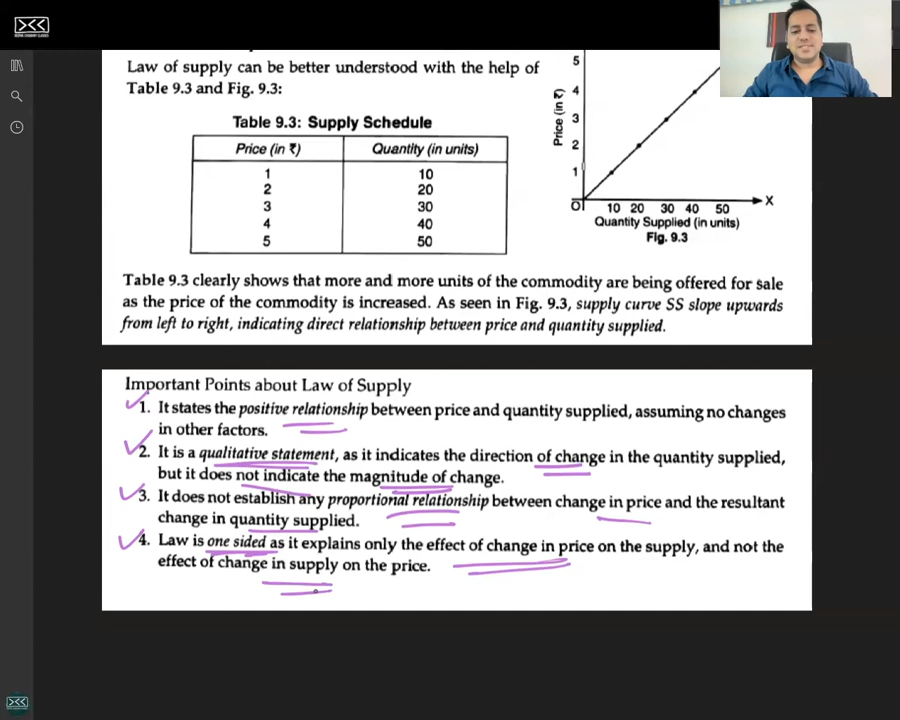 Law of supply can be better understood with the help of
Table 9.3 and Fig. 9.3:
Table 9.3: Supply Schedule
Price (in ₹) Quantity (in units)
1 10
2 20
3 30
4 40
5 50
5
4
3
2
1
Price (in ₹)
O
10 20 30 40 50
X
Quantity Supplied (in units)
Fig. 9.3
Table 9.3 clearly shows that more and more units of the commodity are being offered for sale
as the price of the commodity is increased. As seen in Fig. 9.3, supply curve SS slope upwards
from left to right, indicating direct relationship between price and quantity supplied.
Important Points about Law of Supply
1. It states the positive relationship between price and quantity supplied, assuming no changes
in other factors.
2. It is a qualitative statement, as it indicates the direction of change in the quantity supplied,
but it does not indicate the magnitude of change.
3. It does not establish any proportional relationship between change in price and the resultant
change in quantity supplied.
4. Law is one sided as it explains only the effect of change in price on the supply, and not the
effect of change in supply on the price.